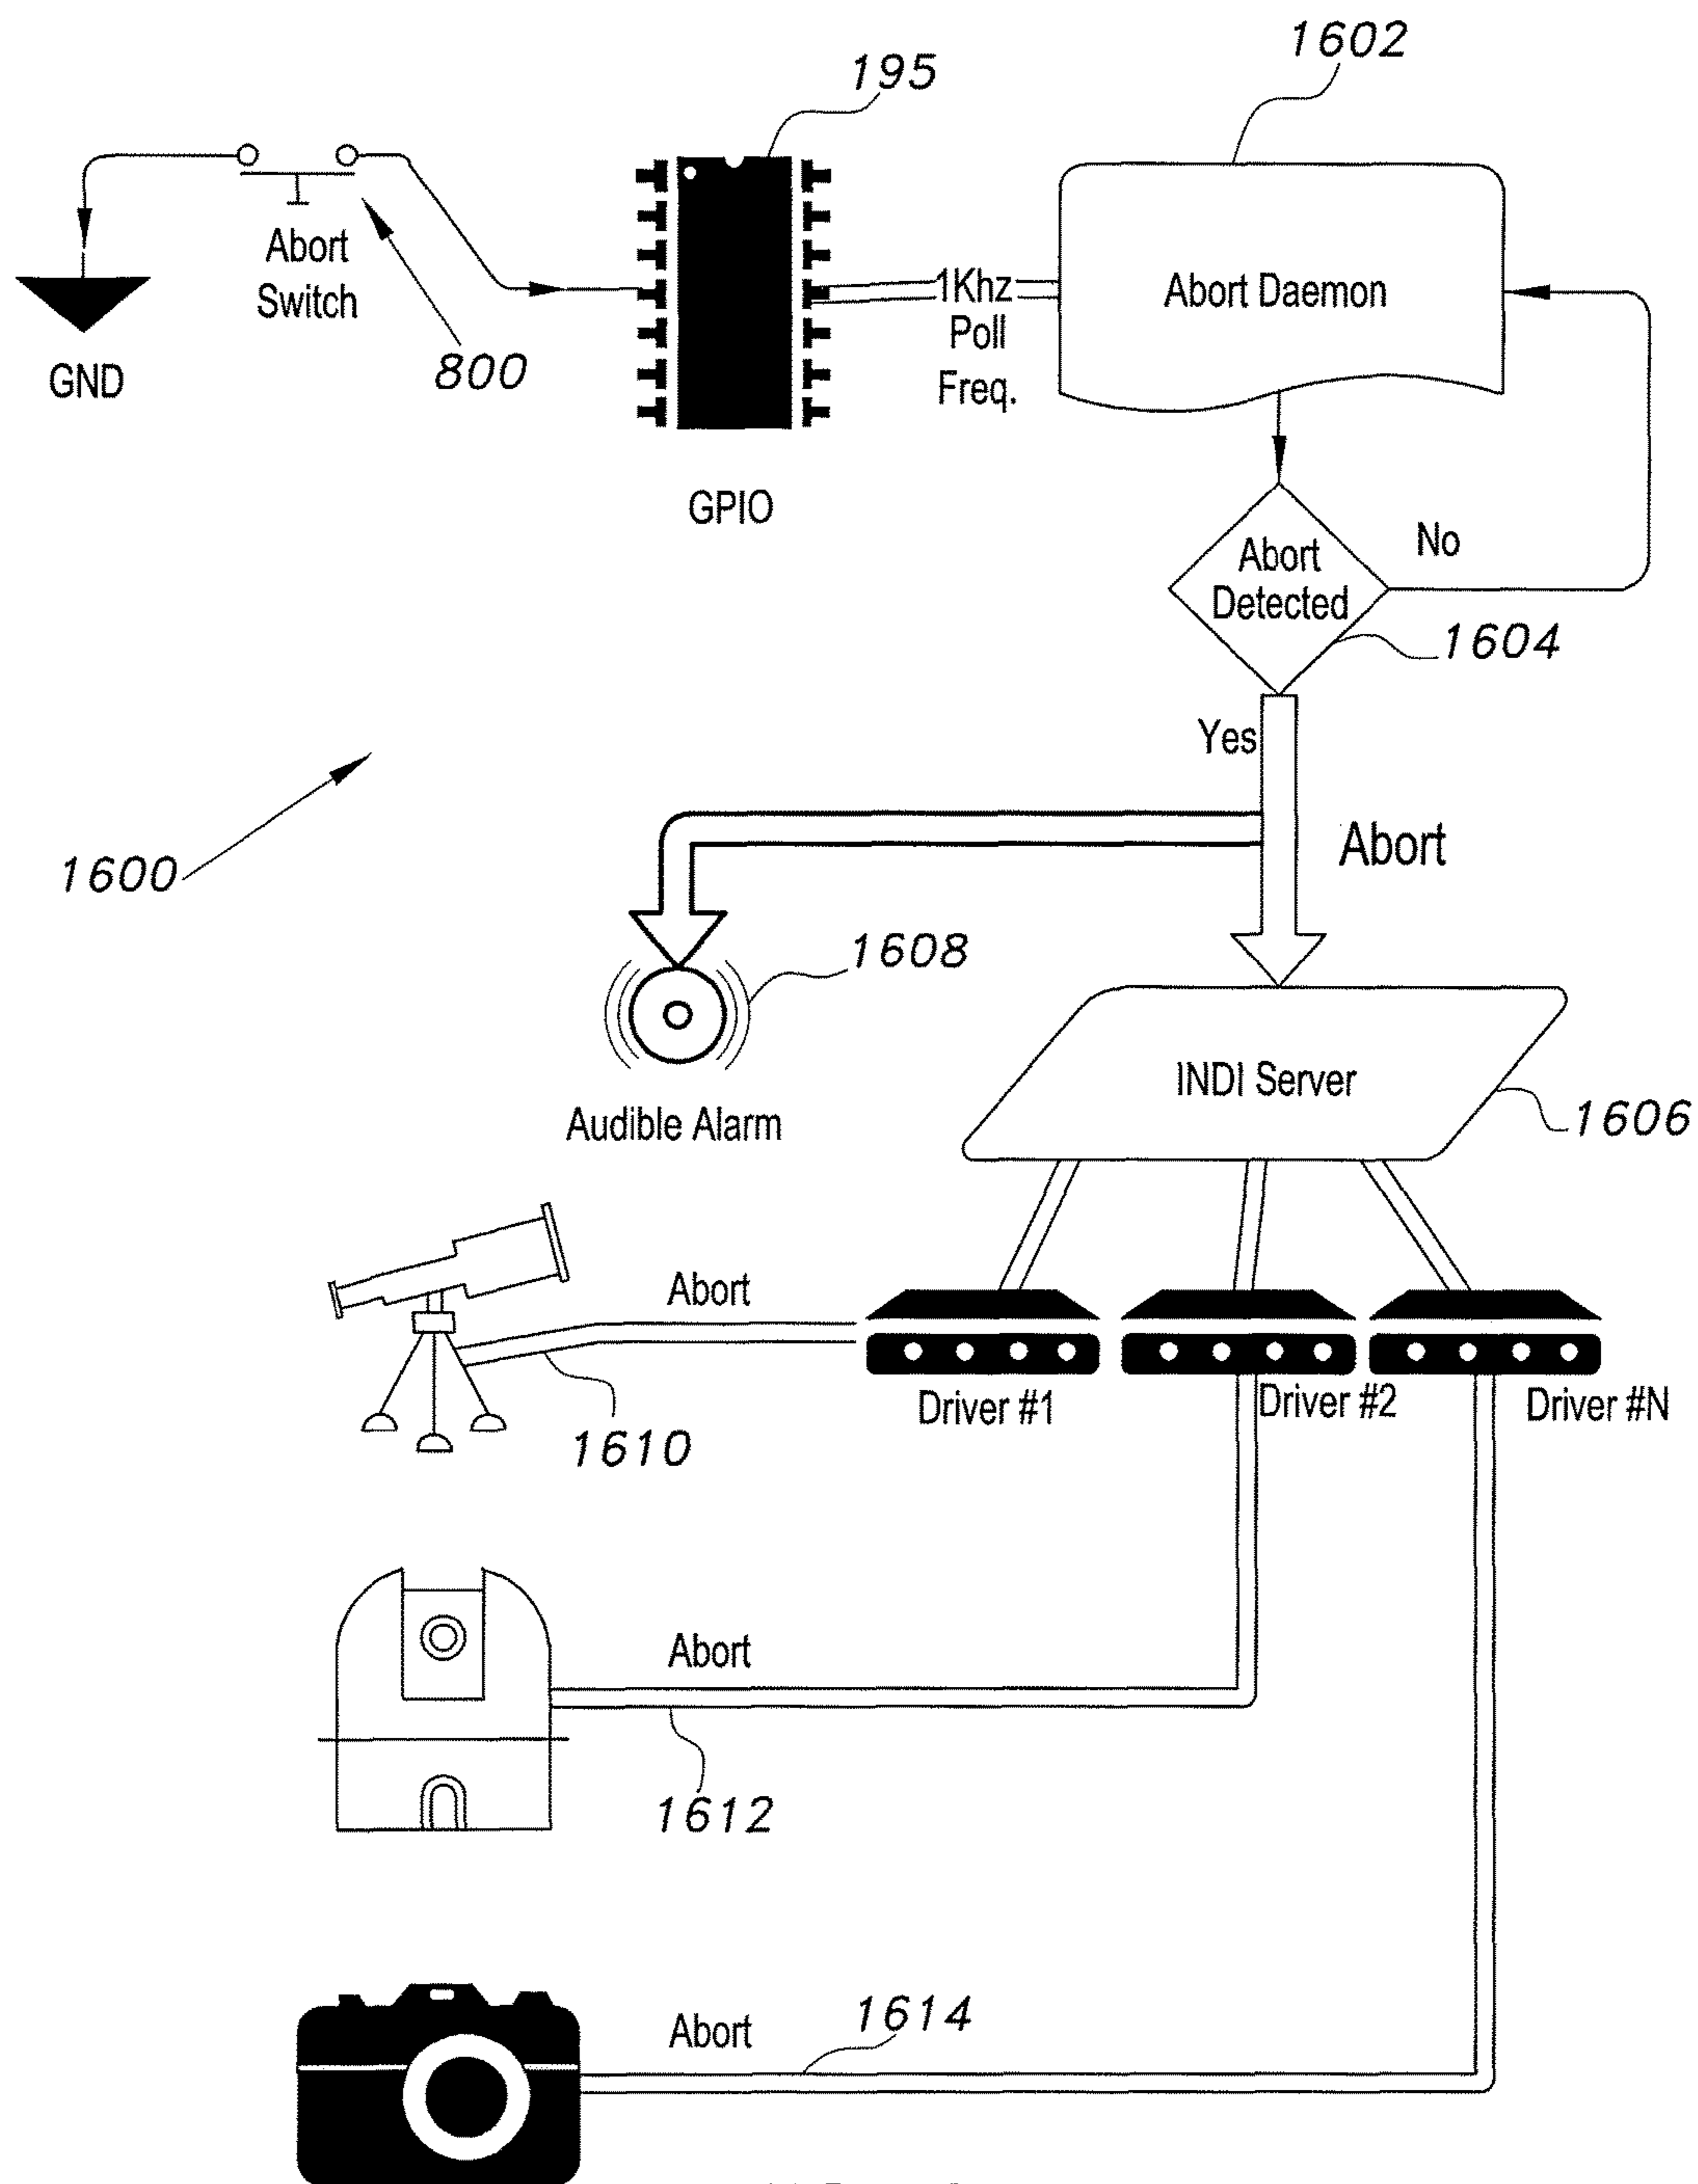 1602
195
Abort
Switch
800
GND
1Khz
Poll
Freq.
GPIO
Abort Daemon
Abort
Detected
No
1604
Yes
Abort
1600
1608
Audible Alarm
INDI Server
1606
Abort
1610
Driver #1
Driver #2
Driver #N
Abort
1612
Abort
1614